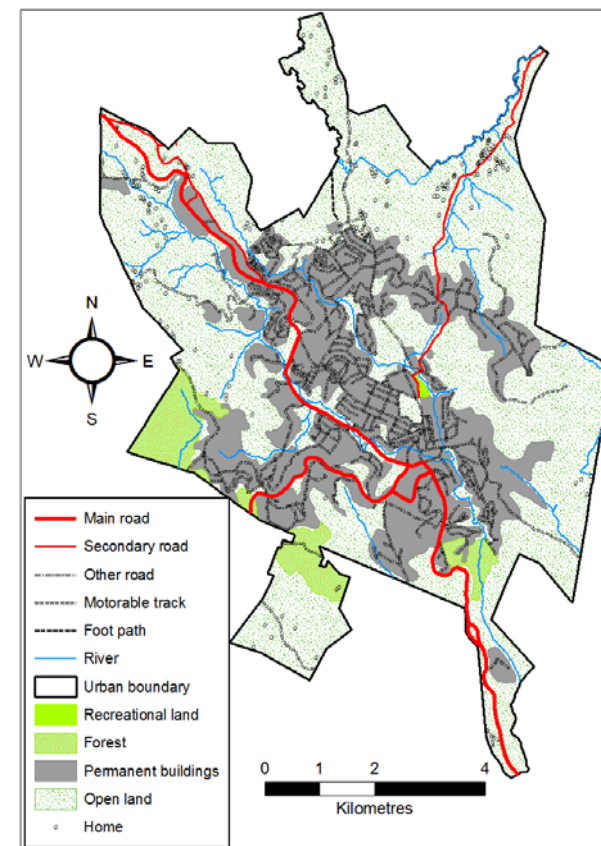 N
W
E
S
Main road
Secondary road
Other road
Motorable track
Foot path
River
Urban boundary
Recreational land
Forest
Permanent buildings
Open land
Home
0 1 2 4
Kilometres